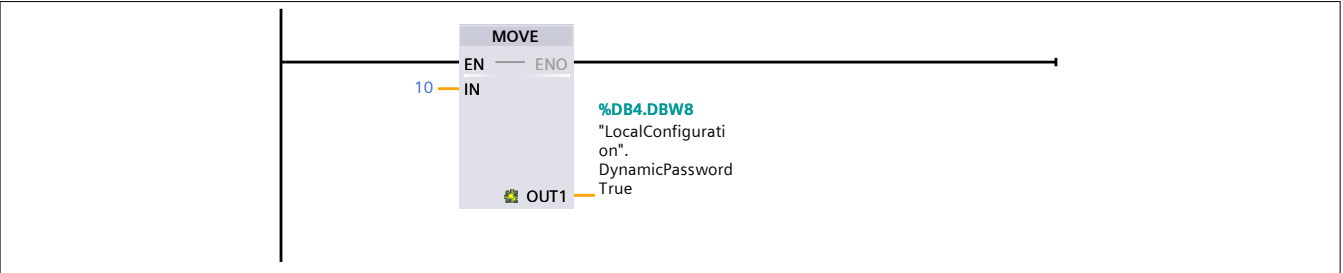 MOVE
EN ENO
10 IN
%DB4.DBW8
"LocalConfigurati
on".
DynamicPassword
True
OUT1